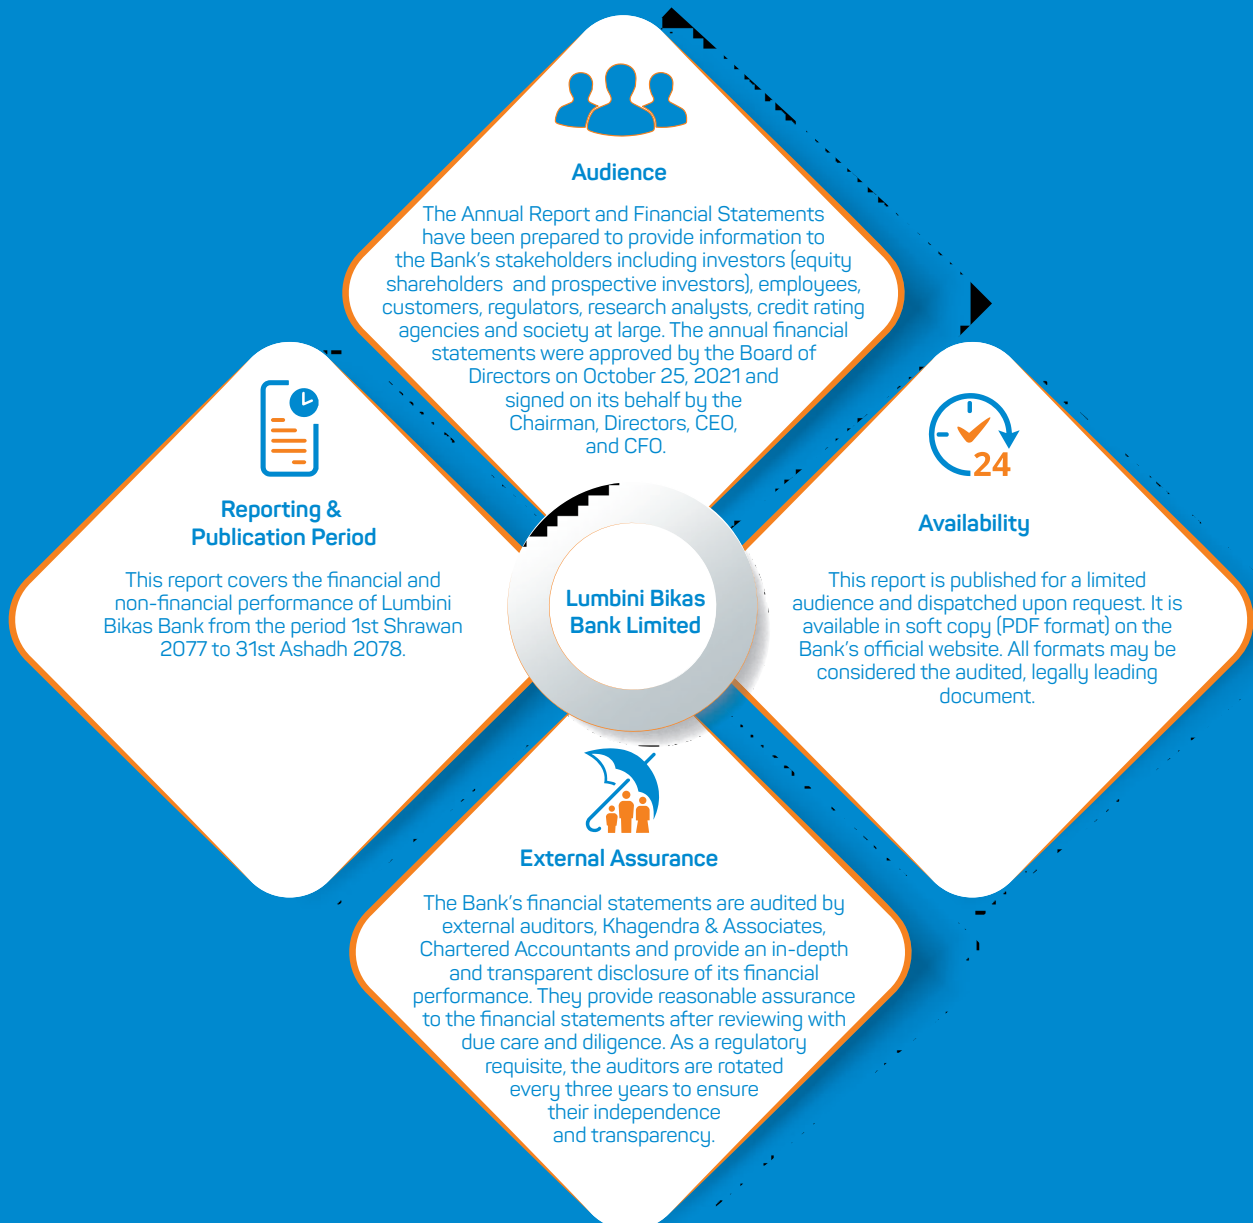 Audience
The Annual Report and Financial Statements
have been prepared to provide information to
the Bank's stakeholders including investors (equity
shareholders and prospective investors), employees,
customers, regulators, research analysts, credit rating
agencies and society at large. The annual financial
statements were approved by the Board of
Directors on October 25, 2021 and
signed on its behalf by the
Chairman, Directors, CEO,
and CFO.
Reporting &
Publication Period
This report covers the financial and
non-financial performance of Lumbini
Bikas Bank from the period 1st Shrawan
2077 to 31st Ashadh 2078.
Lumbini Bikas
Bank Limited
24
Availability
This report is published for a limited
audience and dispatched upon request. It is
available in soft copy (PDF format) on the
Bank's official website. All formats may be
considered the audited, legally leading
document.
External Assurance
The Bank's financial statements are audited by
external auditors, Khagendra & Associates,
Chartered Accountants and provide an in-depth
and transparent disclosure of its financial
performance. They provide reasonable assurance
to the financial statements after reviewing with
due care and diligence. As a regulatory
requisite, the auditors are rotated
every three years to ensure
their independence
and transparency.